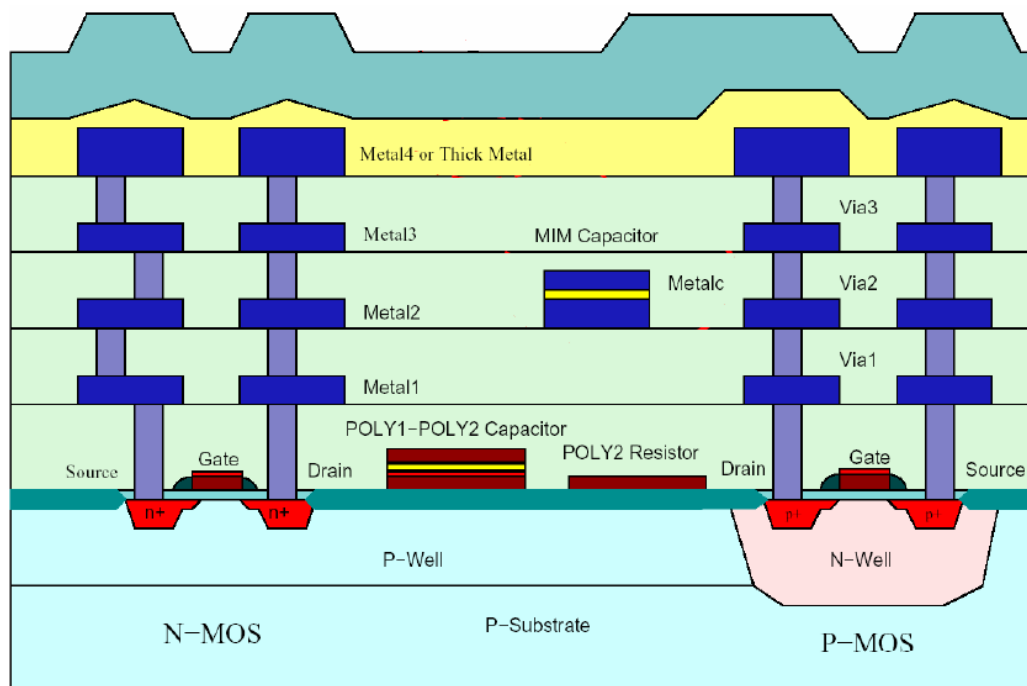 Metal4 or Thick Metal
Via3
Metal3
MIM Capacitor
Metalc
Via2
Metal2
Via1
Metal1
POLY1-POLY2 Capacitor
POLY2 Resistor
Source
Gate
Drain
Drain
Gate
Source
n+
n+
p+
p+
P-Well
N-Well
N-MOS
P-Substrate
P-MOS